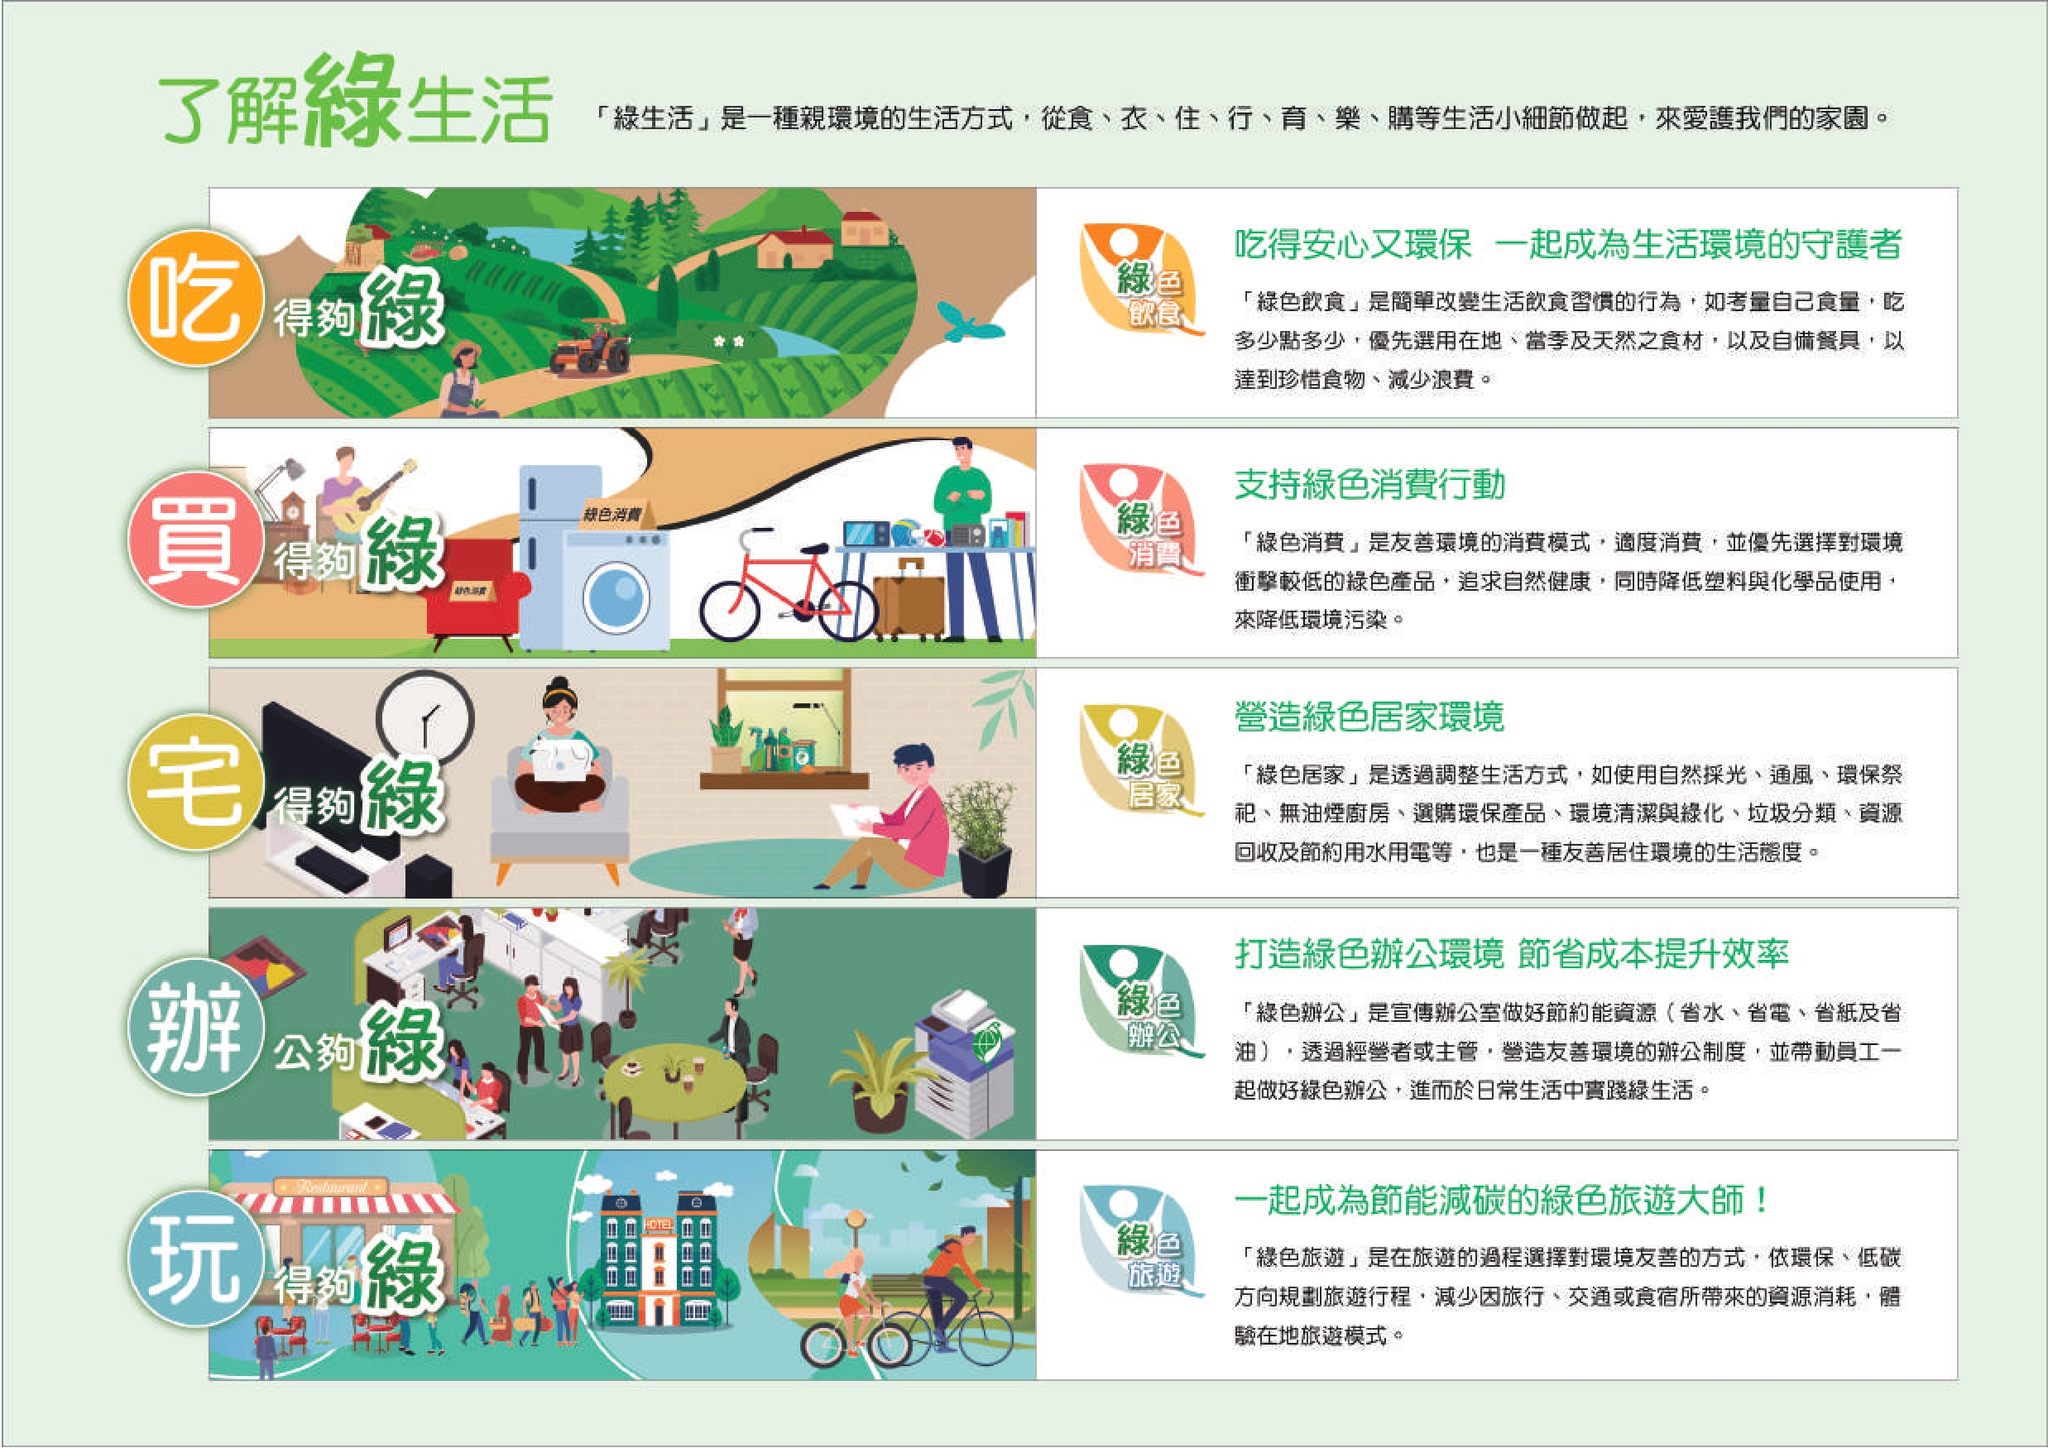 了解綠生活
「綠生活」是一種親環境的生活方式，從食、衣、住、行、育、樂、購等生活小細節做起，來愛護我們的家園。
吃得夠綠
綠色飲食
吃得安心又環保 一起成為生活環境的守護者
「綠色飲食」是簡單改變生活飲食習慣的行為，如考量自己食量，吃
多少點多少，優先選用在地、當季及天然之食材，以及自備餐具，以
達到珍惜食物、減少浪費。
買得夠綠
綠色消費
綠色消費
綠色消費
支持綠色消費行動
「綠色消費」是友善環境的消費模式，適度消費，並優先選擇對環境
衝擊較低的綠色產品，追求自然健康，同時降低塑料與化學品使用，
來降低環境污染。
宅得夠綠
綠色居家
營造綠色居家環境
「綠色居家」是透過調整生活方式，如使用自然採光、通風、環保祭
祀、無油煙廚房、選購環保產品、環境清潔與綠化、垃圾分類、資源
回收及節約用水用電等，也是一種友善居住環境的生活態度。
辦公夠綠
綠色辦公
打造綠色辦公環境 節省成本提升效率
「綠色辦公」是宣傳辦公室做好節約能資源（省水、省電、省紙及省
油），透過經營者或主管，營造友善環境的辦公制度，並帶動員工一
起做好綠色辦公，進而於日常生活中實踐綠生活。
玩得夠綠
Restaurant
HOTEL
綠色旅遊
一起成為節能減碳的綠色旅遊大師！
「綠色旅遊」是在旅遊的過程選擇對環境友善的方式，依環保、低碳
方向規劃旅遊行程，減少因旅行、交通或食宿所帶來的資源消耗，體
驗在地旅遊模式。